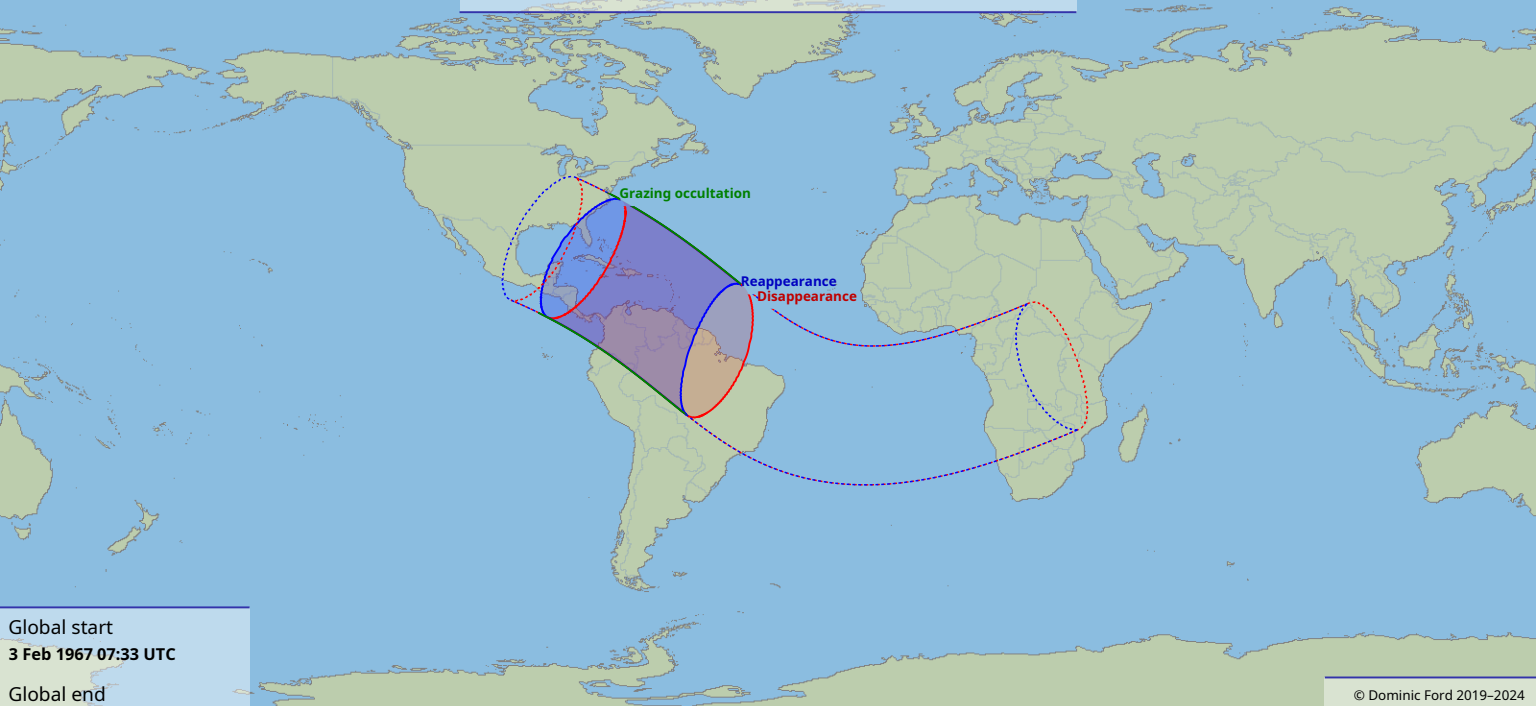 Grazing occultation
Reappearance
Disappearance
Global start
3 Feb 1967 07:33 UTC
Global end
© Dominic Ford 2019–2024